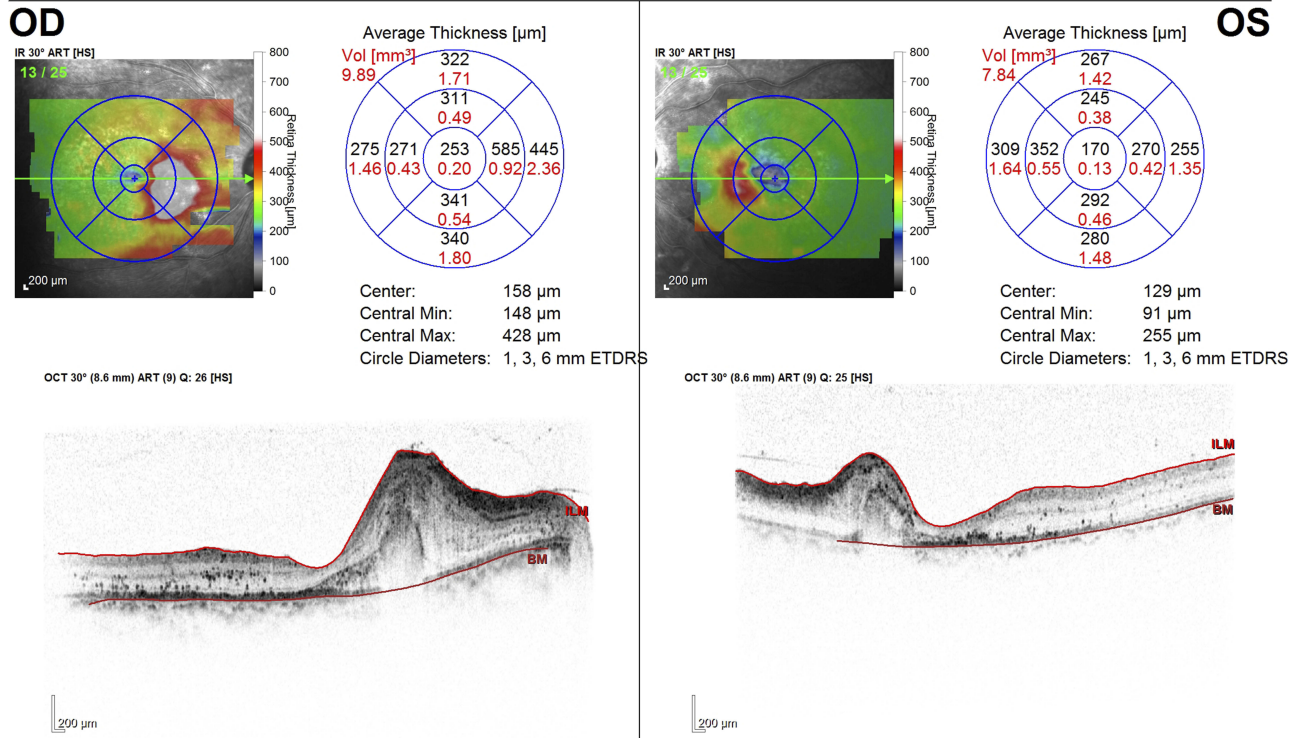 OD
IR 30° ART [HS]
13 / 25
200 µm
800
700
600
500
400
300
200
100
0
Retina Thickness [µm]
Average Thickness [µm]
Vol [mm³]
9.89
322
1.71
311
0.49
275 271 253 585 445
1.46 0.43 0.20 0.92 2.36
341
0.54
340
1.80
Center: 158 µm
Central Min: 148 µm
Central Max: 428 µm
Circle Diameters: 1, 3, 6 mm ETDRS
OCT 30° (8.6 mm) ART (9) Q: 26 [HS]
ILM
BM
200 µm
OS
IR 30° ART [HS]
13 / 25
200 µm
800
700
600
500
400
300
200
100
0
Retina Thickness [µm]
Average Thickness [µm]
Vol [mm³]
7.84
267
1.42
245
0.38
309 352 170 270 255
1.64 0.55 0.13 0.42 1.35
292
0.46
280
1.48
Center: 129 µm
Central Min: 91 µm
Central Max: 255 µm
Circle Diameters: 1, 3, 6 mm ETDRS
OCT 30° (8.6 mm) ART (9) Q: 25 [HS]
ILM
BM
200 µm